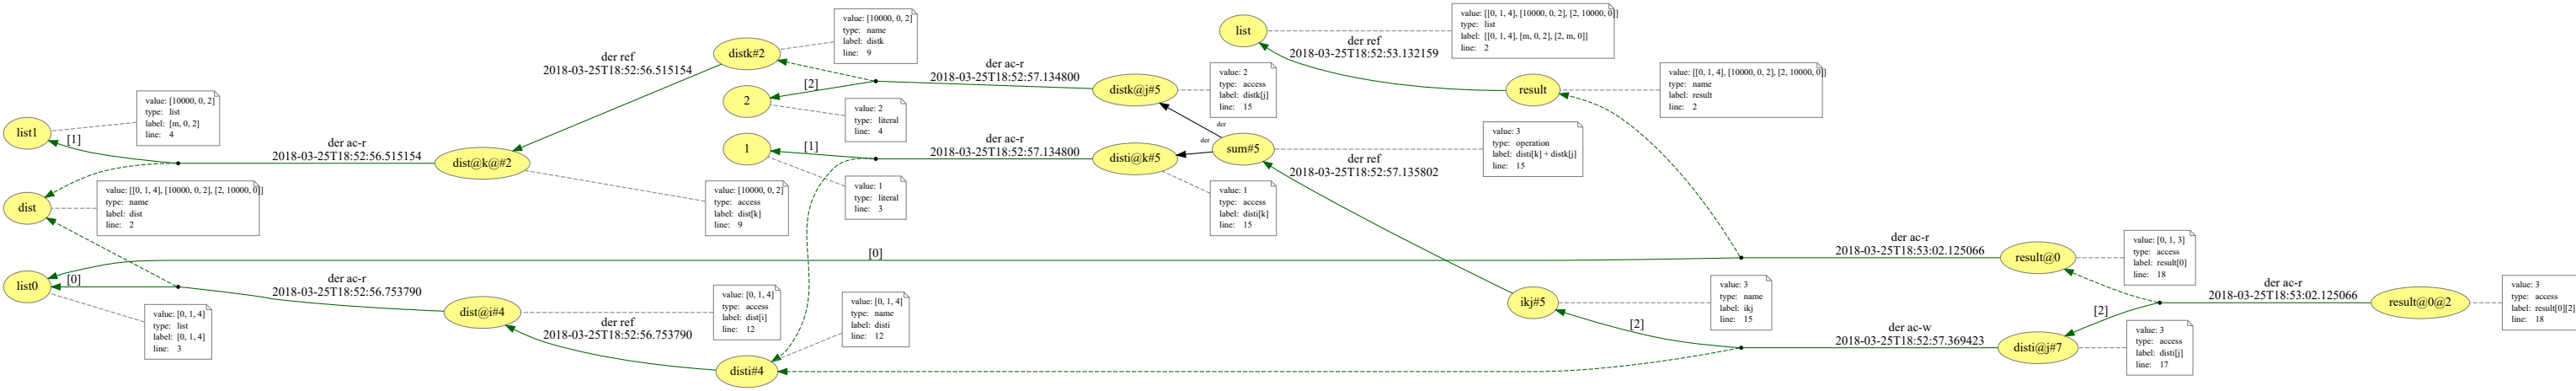 value: [10000, 0, 2]
type: name
label: distk
line: 9
value: [[0, 1, 4], [10000, 0, 2], [2, 10000, 0]]
type: list
label: [[0, 1, 4], [m, 0, 2], [2, m, 0]]
line: 2
list
der ref
2018-03-25T18:52:53.132159
distk#2
der ref
2018-03-25T18:52:56.515154
der ac-r
2018-03-25T18:52:57.134800
value: 2
type: access
label: distk[j]
line: 15
value: [[0, 1, 4], [10000, 0, 2], [2, 10000, 0]]
type: name
label: result
line: 2
[2]
distk@j#5
result
2
value: [10000, 0, 2]
type: list
label: [m, 0, 2]
line: 4
value: 2
type: literal
line: 4
list1
[1]
der
value: 3
type: operation
label: disti[k] + distk[j]
line: 15
der ac-r
2018-03-25T18:52:56.515154
dist@k@#2
1
[1]
der ac-r
2018-03-25T18:52:57.134800
disti@k#5
der
sum#5
der ref
2018-03-25T18:52:57.135802
value: [[0, 1, 4], [10000, 0, 2], [2, 10000, 0]]
type: name
label: dist
line: 2
dist
value: [10000, 0, 2]
type: access
label: dist[k]
line: 9
value: 1
type: literal
line: 3
value: 1
type: access
label: disti[k]
line: 15
[0]
der ac-r
2018-03-25T18:53:02.125066
result@0
value: [0, 1, 3]
type: access
label: result[0]
line: 18
list0
[0]
der ac-r
2018-03-25T18:52:56.753790
value: [0, 1, 4]
type: list
label: [0, 1, 4]
line: 3
dist@i#4
value: [0, 1, 4]
type: access
label: dist[i]
line: 12
der ref
2018-03-25T18:52:56.753790
value: [0, 1, 4]
type: name
label: disti
line: 12
disti#4
ikj#5
value: 3
type: name
label: ikj
line: 15
[2]
der ac-w
2018-03-25T18:52:57.369423
disti@j#7
[2]
value: 3
type: access
label: disti[j]
line: 17
der ac-r
2018-03-25T18:53:02.125066
result@0@2
value: 3
type: access
label: result[0][2]
line: 18